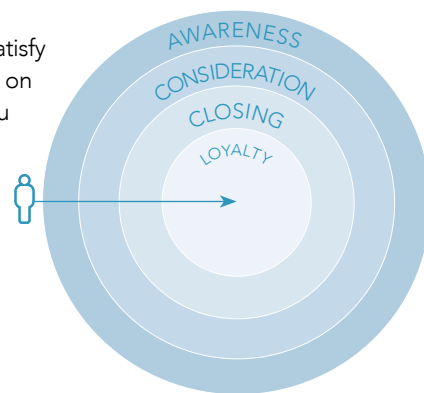 atisfy
on
u
AWARENESS
CONSIDERATION
CLOSING
LOYALTY